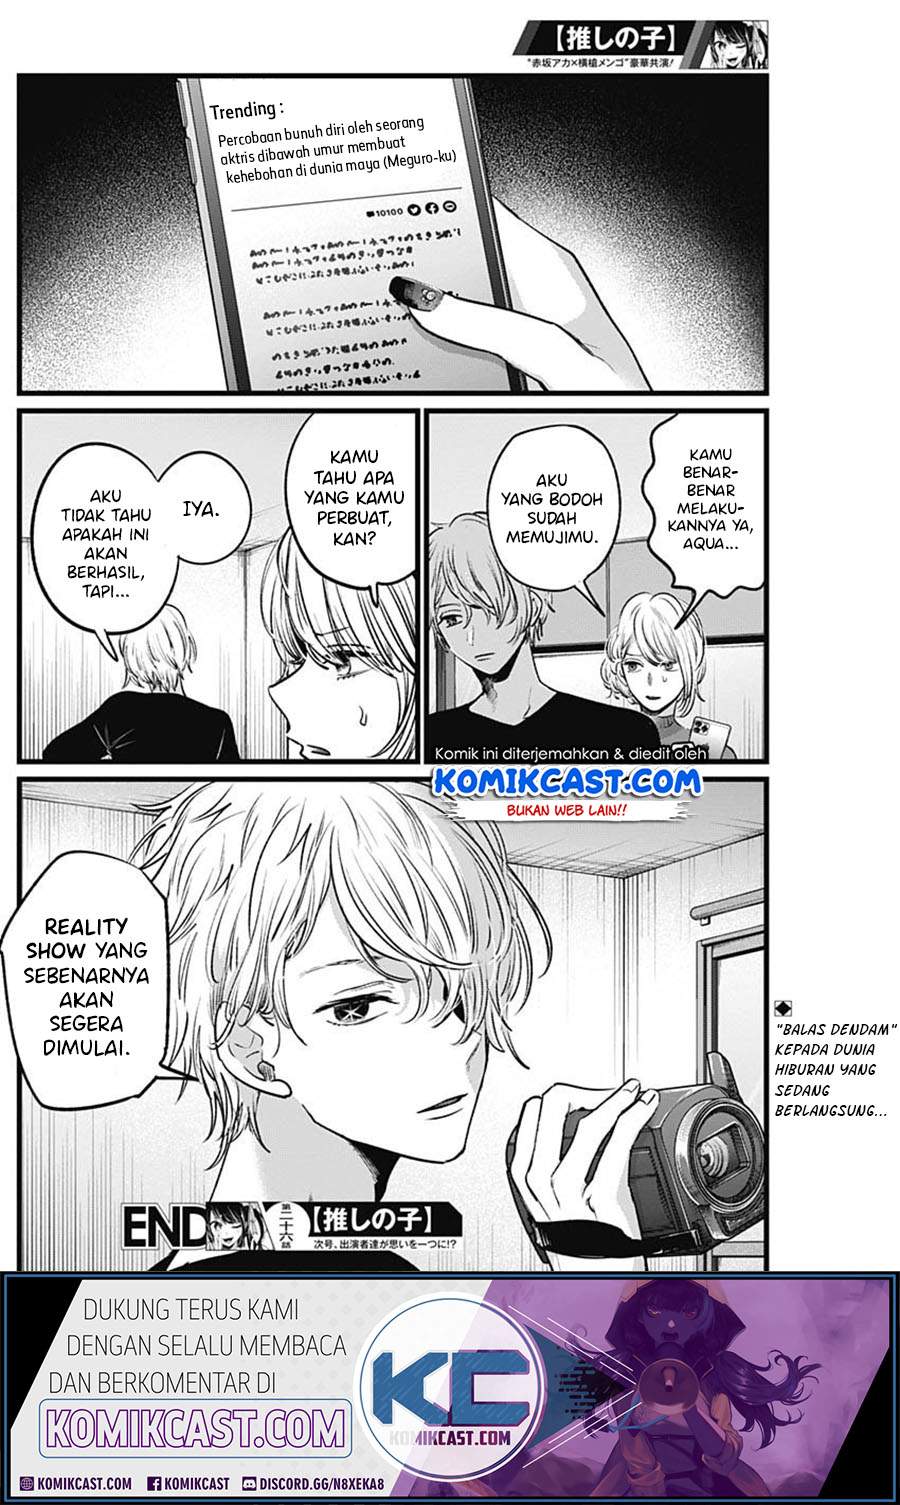 【推しの子】
"赤坂アカ×横槍メンゴ"豪華共演!
Trending :
Percobaan bunuh diri oleh seorang
aktris dibawah umur membuat
kehebohan di dunia maya (Meguro-ku)
10100
KAMU
BENAR-
BENAR
MELAKU-
KANNYA YA,
AQUA...
AKU
YANG BODOH
SUDAH
MEMUJIMU.
KAMU
TAHU APA
YANG KAMU
PERBUAT,
KAN?
IYA.
AKU
TIDAK TAHU
APAKAH INI
AKAN
BERHASIL,
TAPI...
Komik ini diterjemahkan & diedit oleh
KOMIKCAST.COM
BUKAN WEB LAIN!!
REALITY
SHOW YANG
SEBENARNYA
AKAN
SEGERA
DIMULAI.
"BALAS DENDAM"
KEPADA DUNIA
HIBURAN YANG
SEDANG
BERLANGSUNG...
END
第二十六話
【推しの子】
次号、出演者達が思いを一つに!?
DUKUNG TERUS KAMI
DENGAN SELALU MEMBACA
DAN BERKOMENTAR DI
KOMIKCAST.COM
KC
KOMIKCAST.COM
KOMIKCAST.COM
KOMIKCAST
DISCORD.GG/N8XEKA8